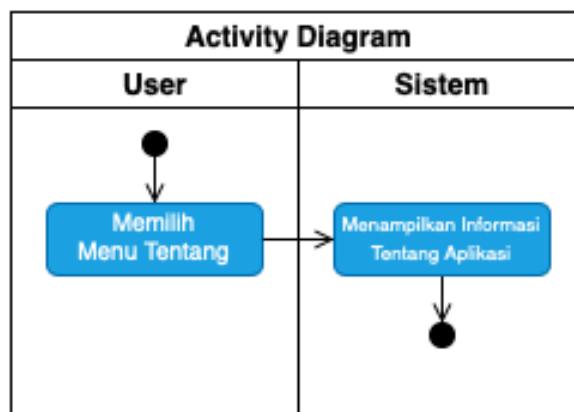 Activity Diagram
User
Sistem
Memilih
Menu Tentang
Menampilkan Informasi
Tentang Aplikasi